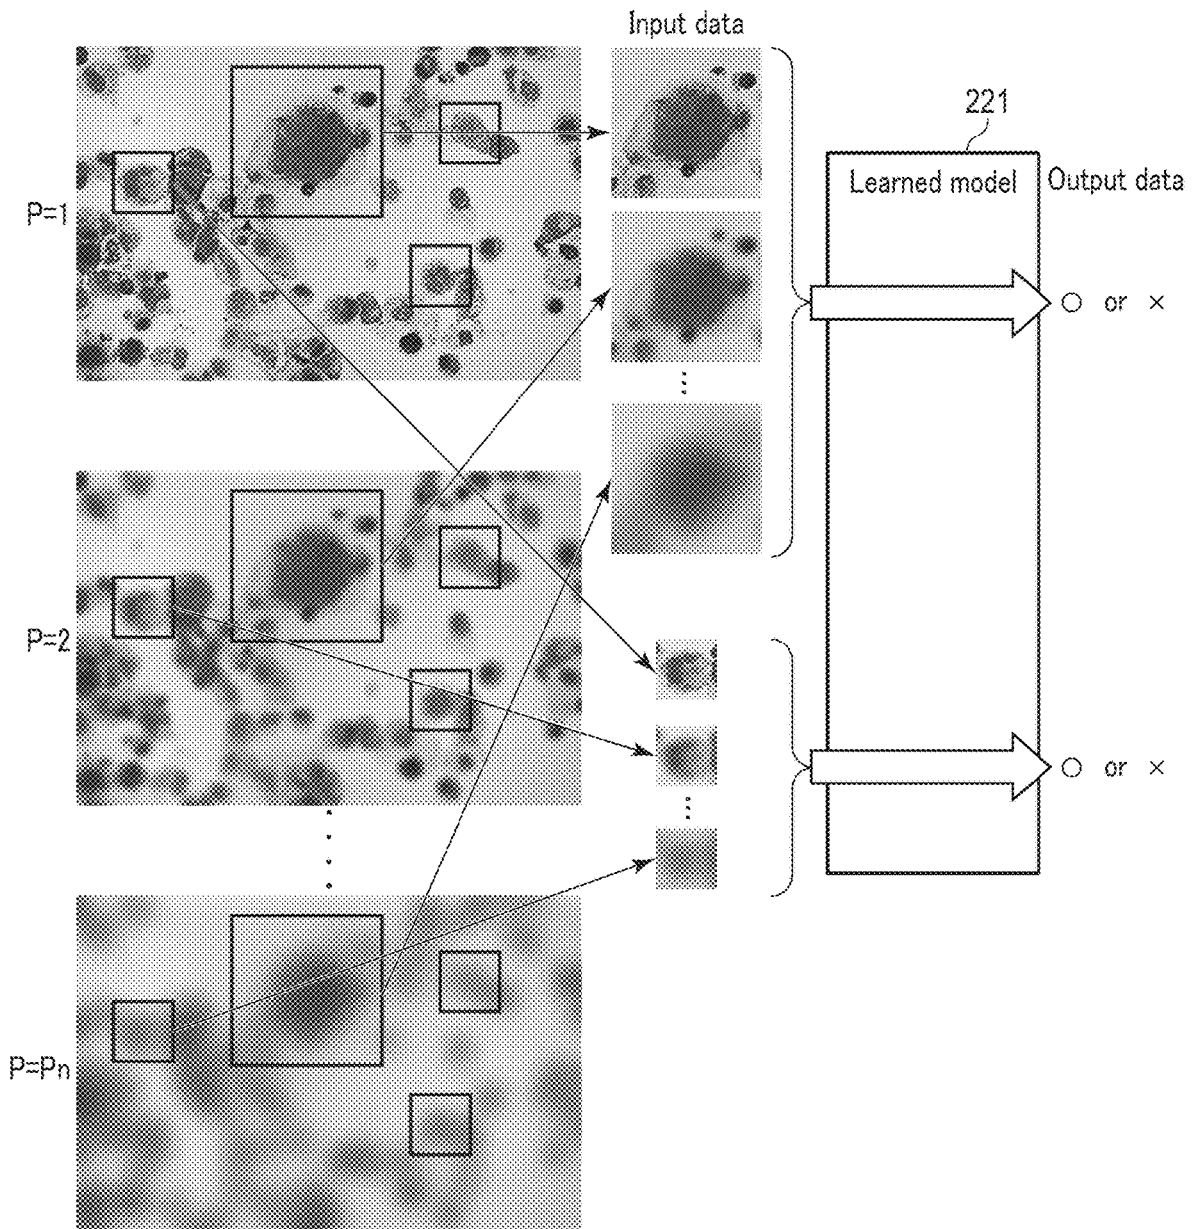 Input data
221
Learned model
Output data
P=1
○ or ×
P=2
○ or ×
P=Pn